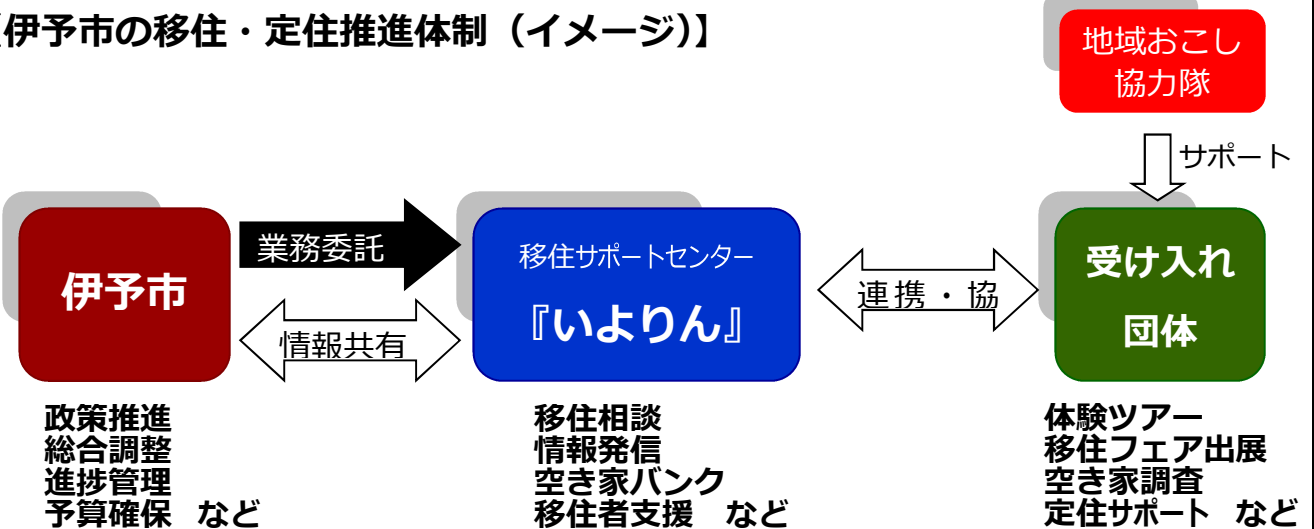 伊予市の移住・定住推進体制（イメージ）】
地域おこし
協力隊
サポート
伊予市
業務委託
情報共有
移住サポートセンター
『いよりん』
連携・協
受け入れ
団体
政策推進
総合調整
進捗管理
予算確保　など
移住相談
情報発信
空き家バンク
移住者支援　など
体験ツアー
移住フェア出展
空き家調査
定住サポート　など